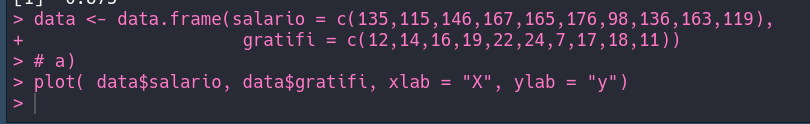 > data <- data.frame(salario = c(135,115,146,167,165,176,98,136,163,119),
+                    gratifi = c(12,14,16,19,22,24,7,17,18,11))
> # a)
> plot( data$salario, data$gratifi, xlab = "X", ylab = "y")
>